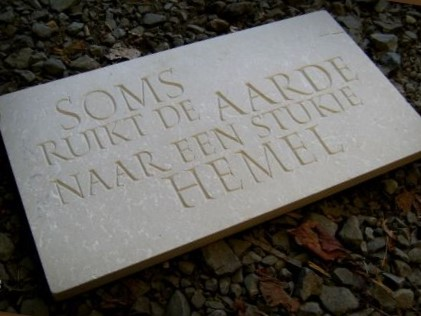 SOMS
RUIKT DE AARDE
NAAR EEN STUKJE
HEMEL